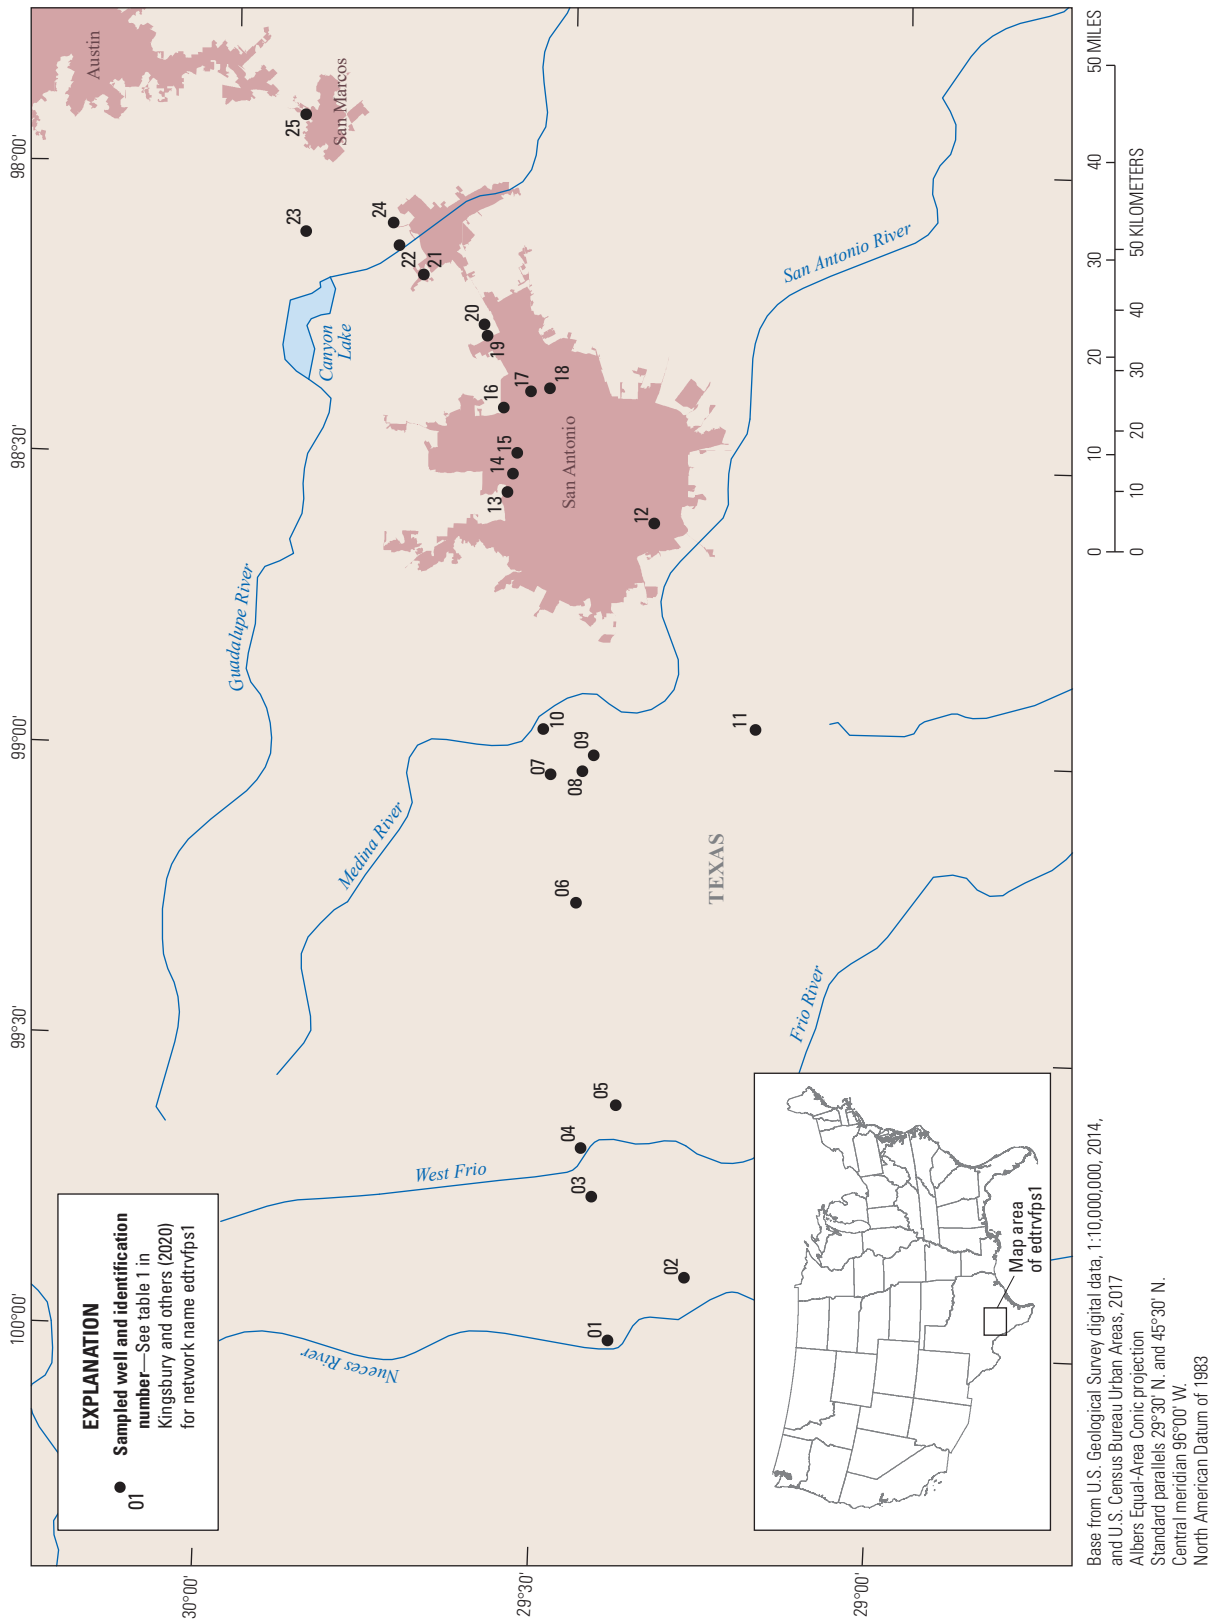 100°00'
99°30'
99°00'
98°30'
98°00'
30°00'
29°30'
29°00'
EXPLANATION
01
Sampled well and identification
number—See table 1 in
Kingsbury and others (2020)
for network name edtrvfps1
Austin
San Marcos
25
23
24
22
21
Canyon
Lake
Guadalupe River
20
19
17
18
16
15
14
13
San Antonio
12
San Antonio River
Medina River
10
07
09
08
11
06
TEXAS
Frio River
05
04
West Frio
03
02
01
Nueces River
Map area
of edtrvfps1
Base from U.S. Geological Survey digital data, 1:10,000,000, 2014,
and U.S. Census Bureau Urban Areas, 2017
Albers Equal-Area Conic projection
Standard parallels 29°30' N. and 45°30' N.
Central meridian 96°00' W.
North American Datum of 1983
0 10 20 30 40 50 MILES
0 10 20 30 40 50 KILOMETERS